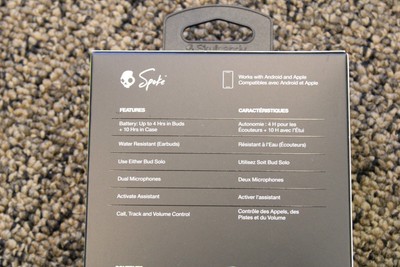 Spoke
Works with Android and Apple
Compatibles avec Android et Apple
FEATURES
CARACTÉRISTIQUES
Battery: Up to 4 Hrs in Buds
+ 10 Hrs in Case
Autonomie : 4 H pour les
Écouteurs + 10 H avec l'Étui
Water Resistant (Earbuds)
Résistant à l'Eau (Écouteurs)
Use Either Bud Solo
Utilisez Soit Bud Solo
Dual Microphones
Deux Microphones
Activate Assistant
Activer l'assistant
Call, Track and Volume Control
Contrôle des Appels, des
Pistes et du Volume